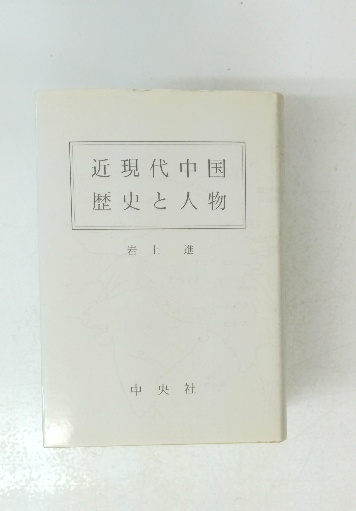 近現代中国
歴史と人物
岩上 進
中央社